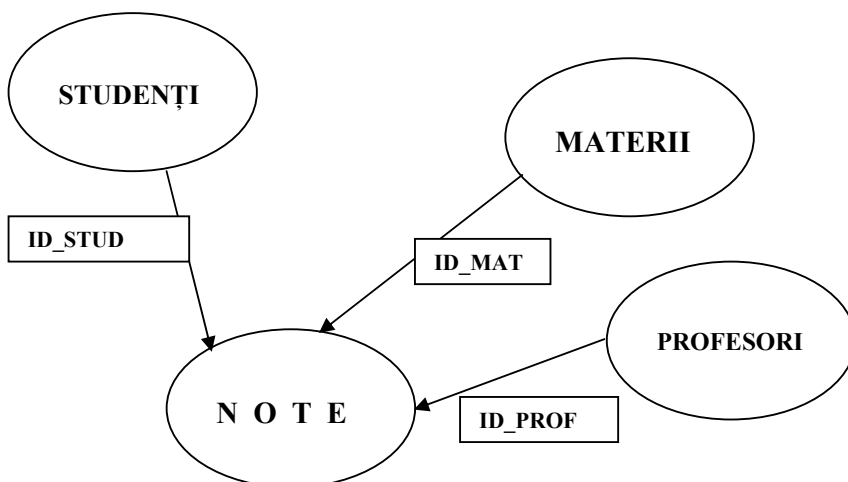 STUDENȚI
MATERII
ID_STUD
ID_MAT
PROFESORI
N O T E
ID_PROF